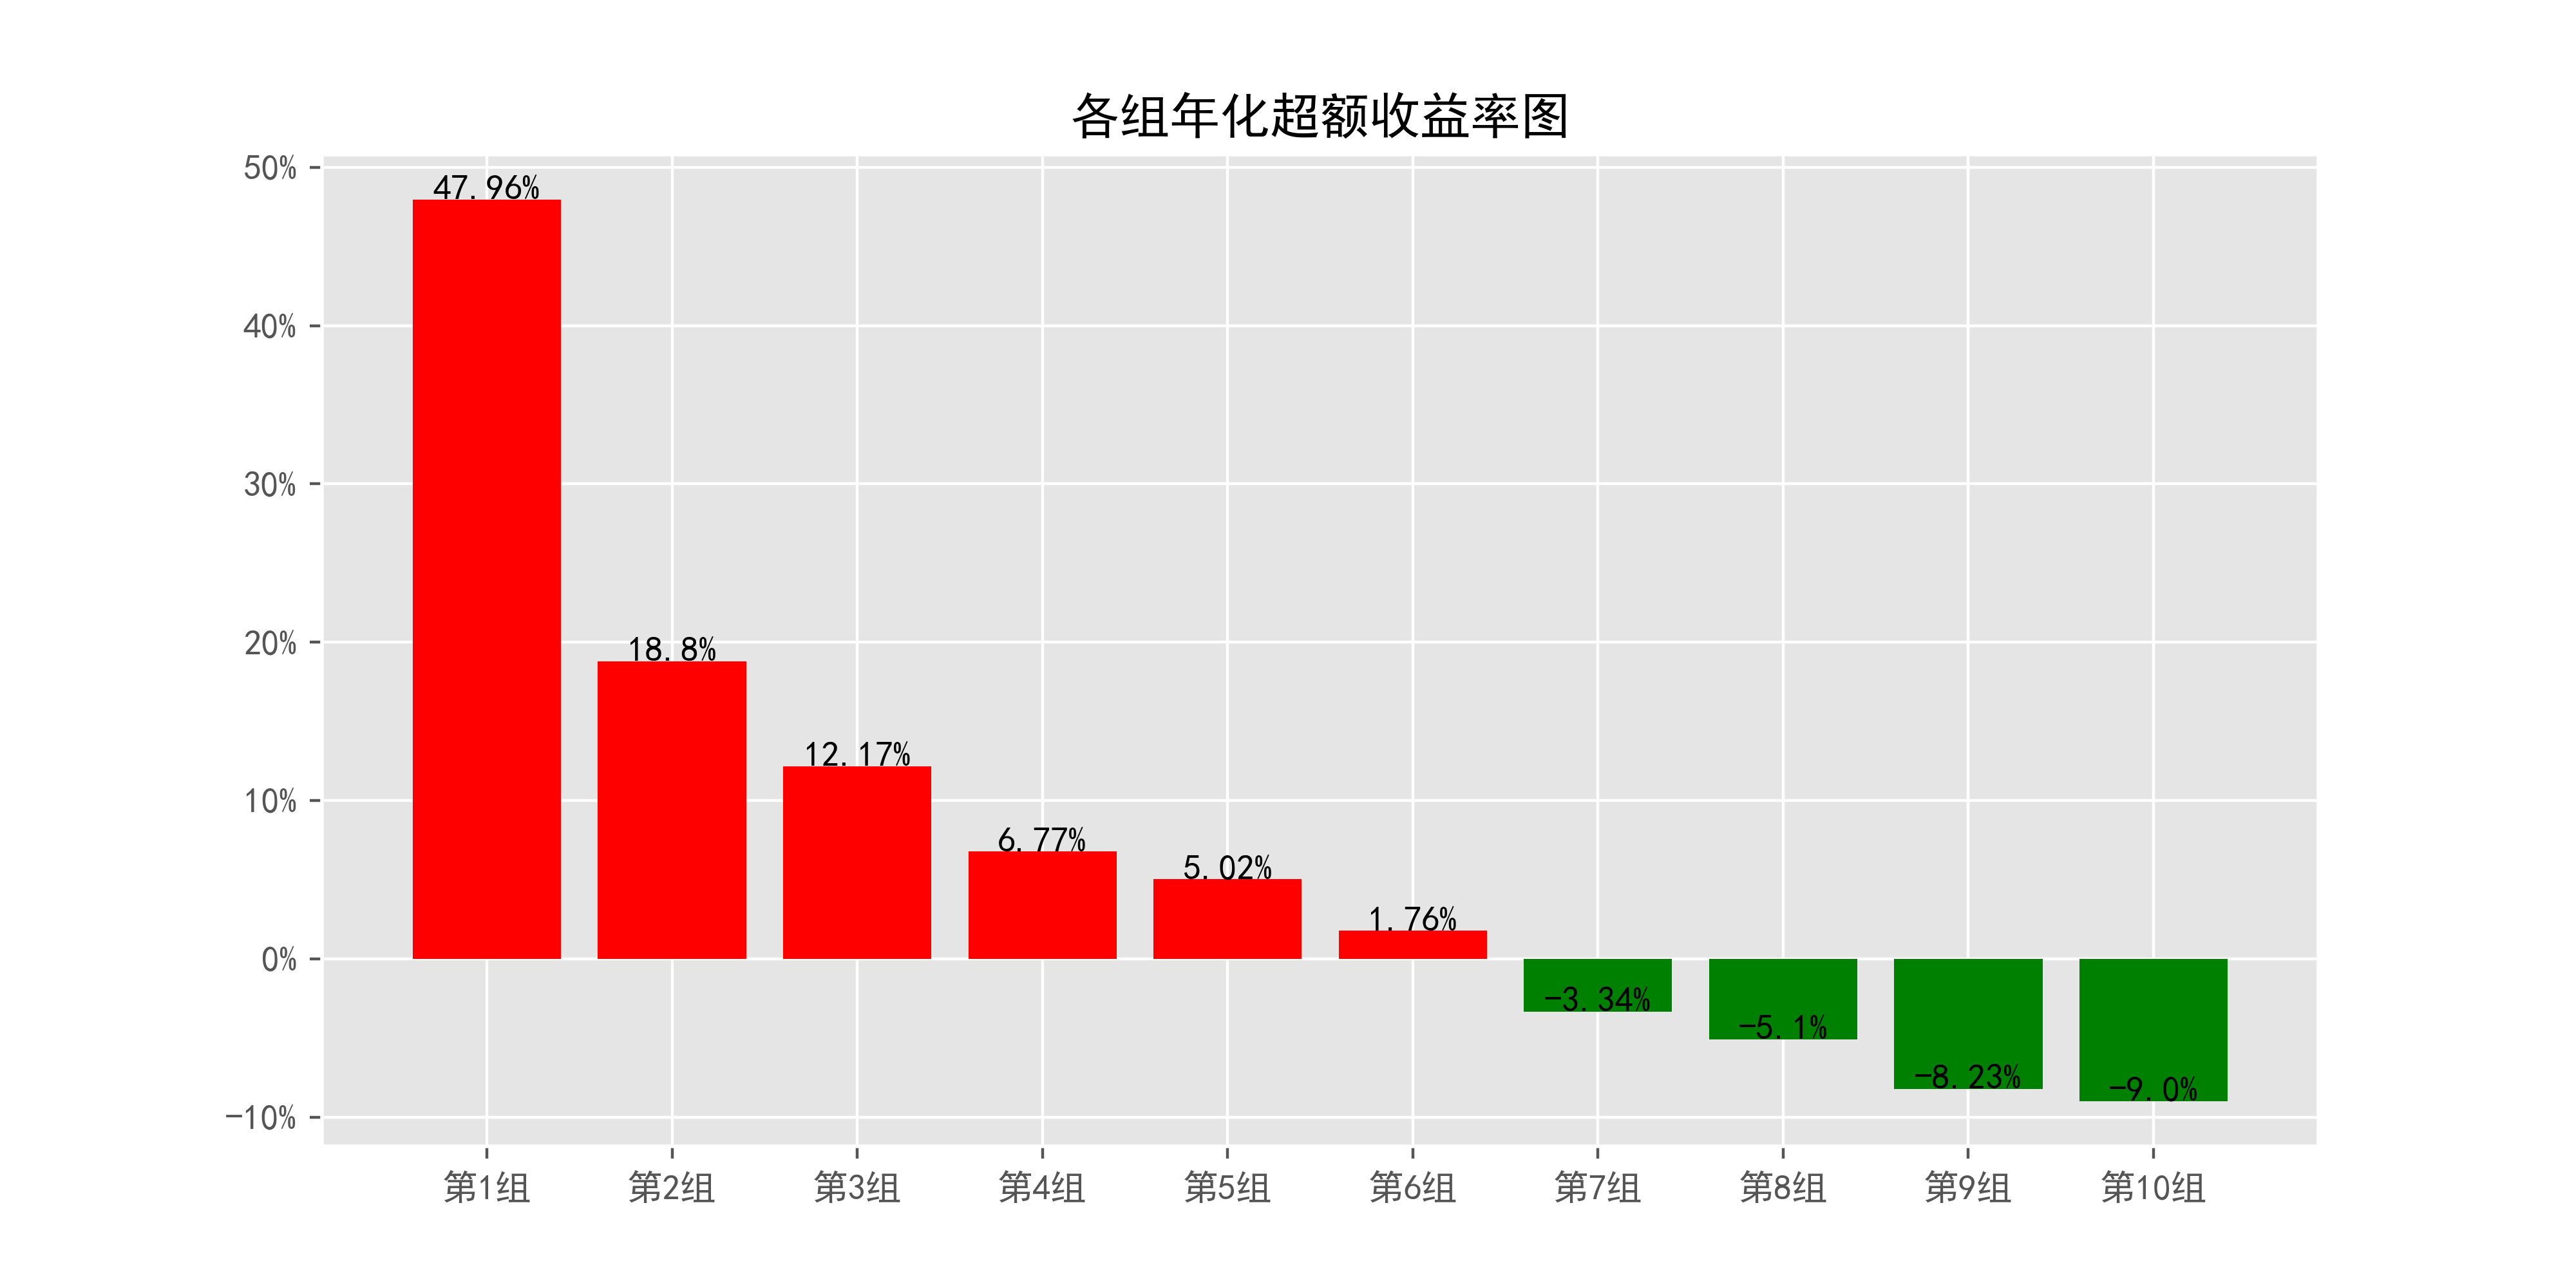 各组年化超额收益率图
50%
40%
30%
20%
10%
0%
-10%
47.96%
18.8%
12.17%
6.77%
5.02%
1.76%
-3.34%
-5.1%
-8.23%
-9.0%
第1组
第2组
第3组
第4组
第5组
第6组
第7组
第8组
第9组
第10组